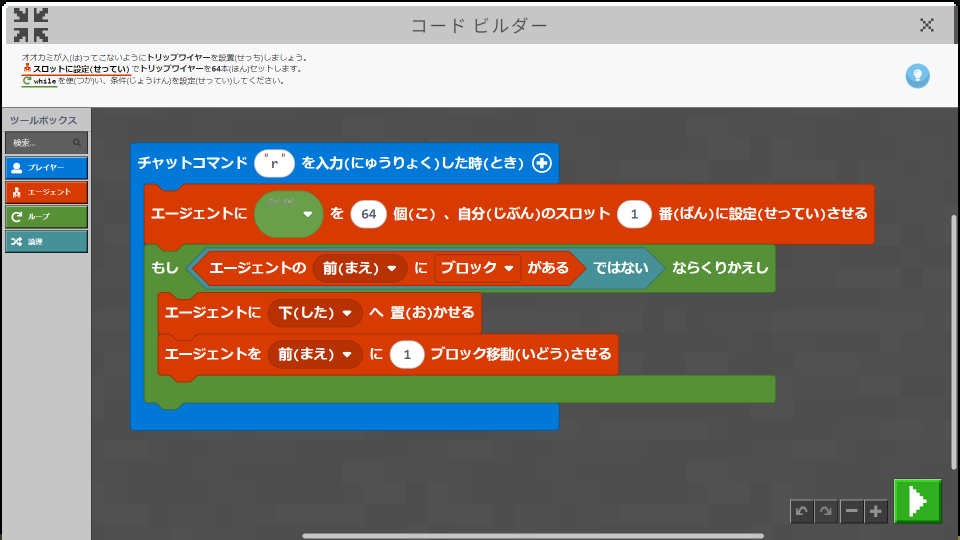 コード ビルダー
オオカミが入(はい)ってこないようにトリップワイヤーを設置(せっち)しましょう。
スロットに設定(せってい) でトリップワイヤーを64本(ほん)セットします。
whileを使(つか)い、条件(じょうけん)を設定(せってい)してください。
ツールボックス
検索...
プレイヤー
エージェント
ループ
論理
チャットコマンド "r" を入力(にゅうりょく)した時(とき)
エージェントに を 64 個(こ) 、自分(じぶん)のスロット 1 番(ばん)に設定(せってい)させる
もし エージェントの 前(まえ) に ブロック がある ではない ならくりかえし
エージェントに 下(した) へ 置(お)かせる
エージェントを 前(まえ) に 1 ブロック移動(いどう)させる